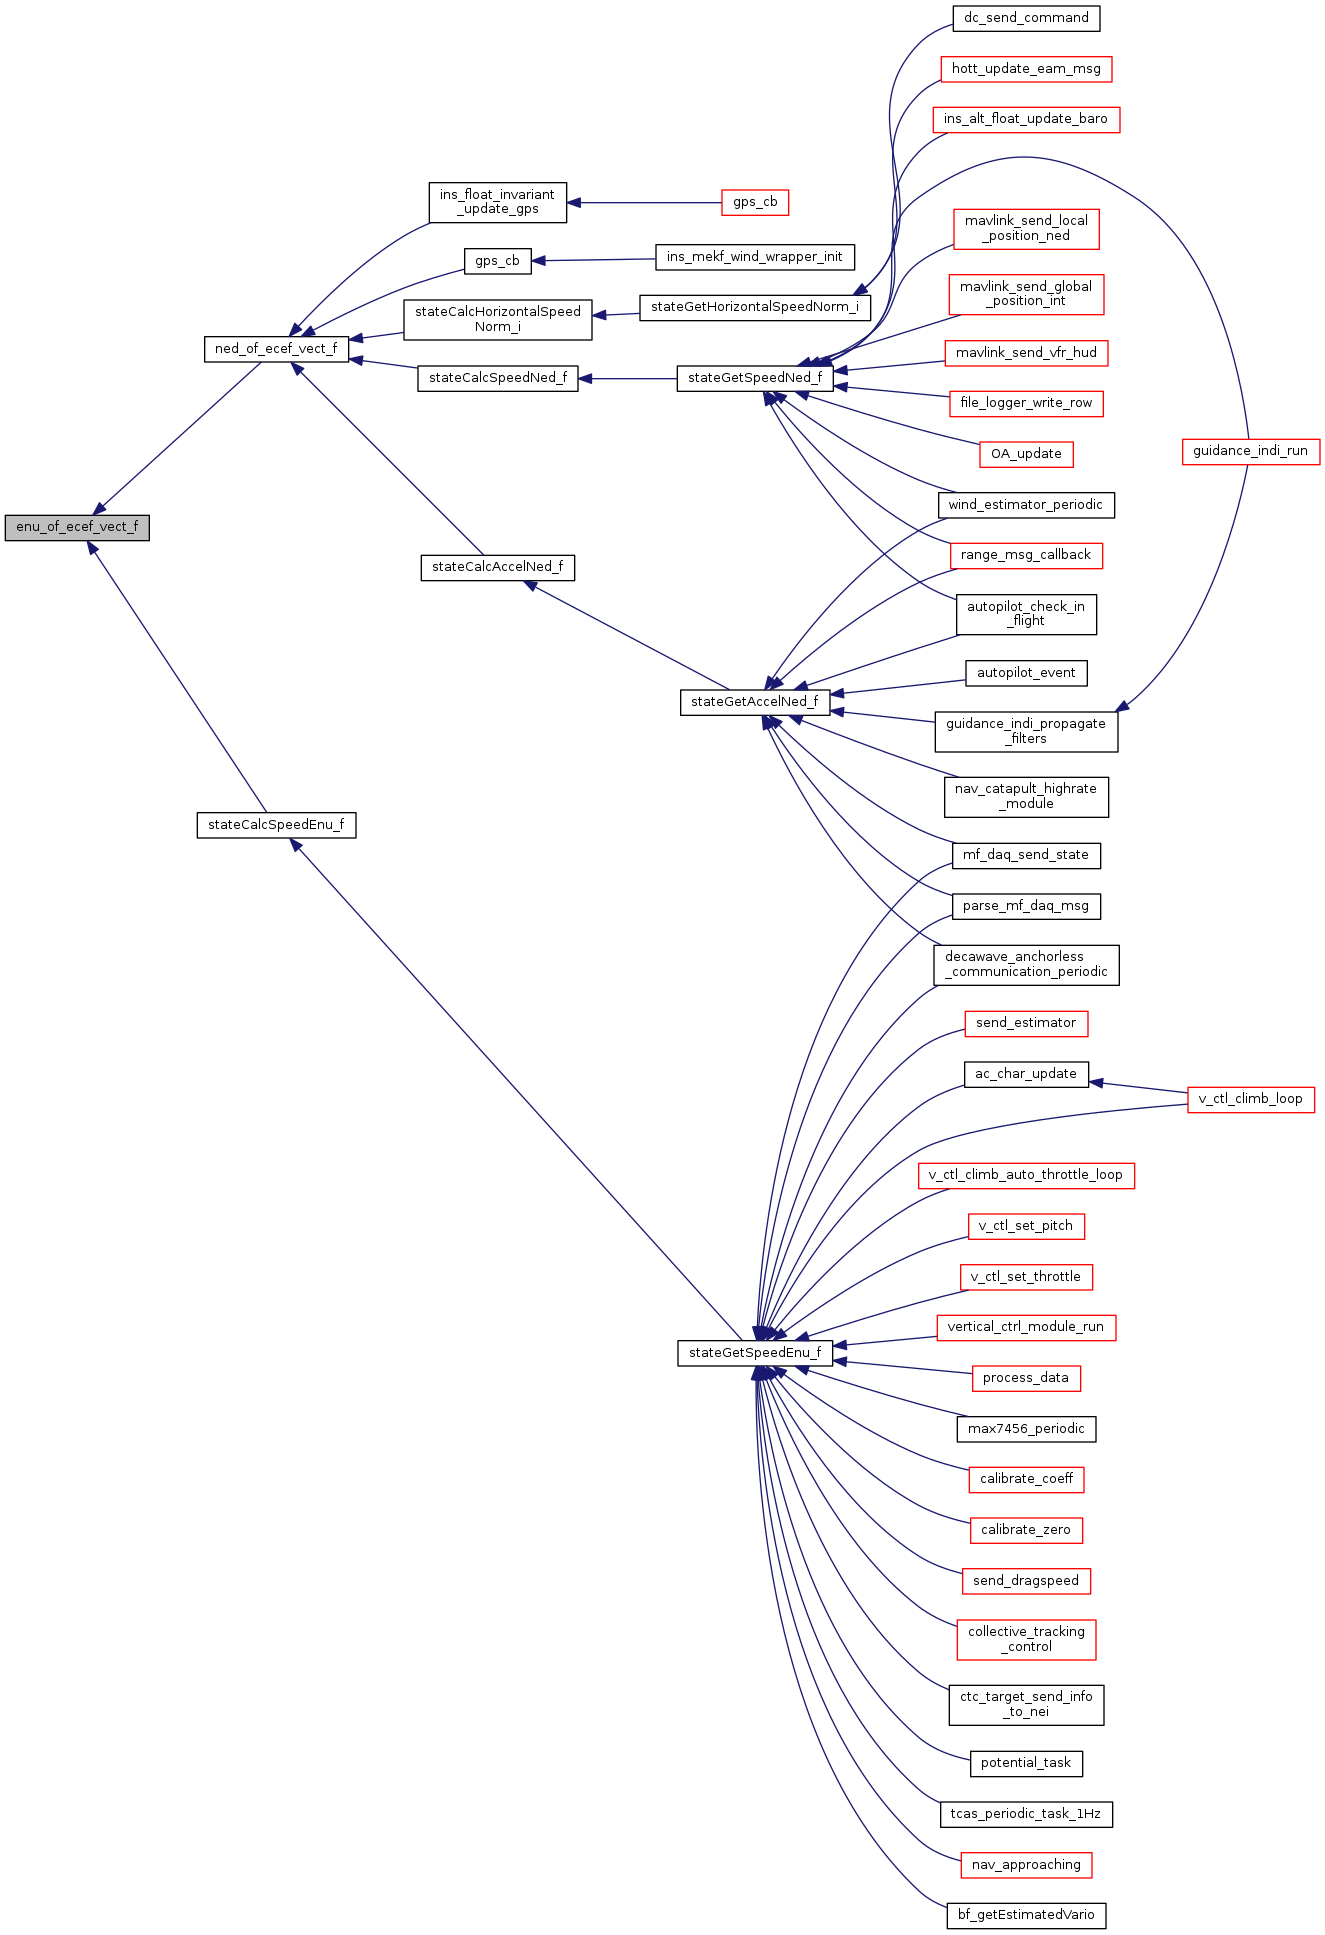 dc_send_command
hott_update_eam_msg
ins_alt_float_update_baro
ins_float_invariant
_update_gps
gps_cb
mavlink_send_local
_position_ned
gps_cb
ins_mekf_wind_wrapper_init
mavlink_send_global
_position_int
stateCalcHorizontalSpeed
Norm_i
stateGetHorizontalSpeedNorm_i
ned_of_ecef_vect_f
mavlink_send_vfr_hud
stateCalcSpeedNed_f
stateGetSpeedNed_f
file_logger_write_row
OA_update
guidance_indi_run
wind_estimator_periodic
enu_of_ecef_vect_f
range_msg_callback
stateCalcAccelNed_f
autopilot_check_in
_flight
autopilot_event
stateGetAccelNed_f
guidance_indi_propagate
_filters
nav_catapult_highrate
_module
stateCalcSpeedEnu_f
mf_daq_send_state
parse_mf_daq_msg
decawave_anchorless
_communication_periodic
send_estimator
ac_char_update
v_ctl_climb_loop
v_ctl_climb_auto_throttle_loop
v_ctl_set_pitch
v_ctl_set_throttle
vertical_ctrl_module_run
stateGetSpeedEnu_f
process_data
max7456_periodic
calibrate_coeff
calibrate_zero
send_dragspeed
collective_tracking
_control
ctc_target_send_info
_to_nei
potential_task
tcas_periodic_task_1Hz
nav_approaching
bf_getEstimatedVario